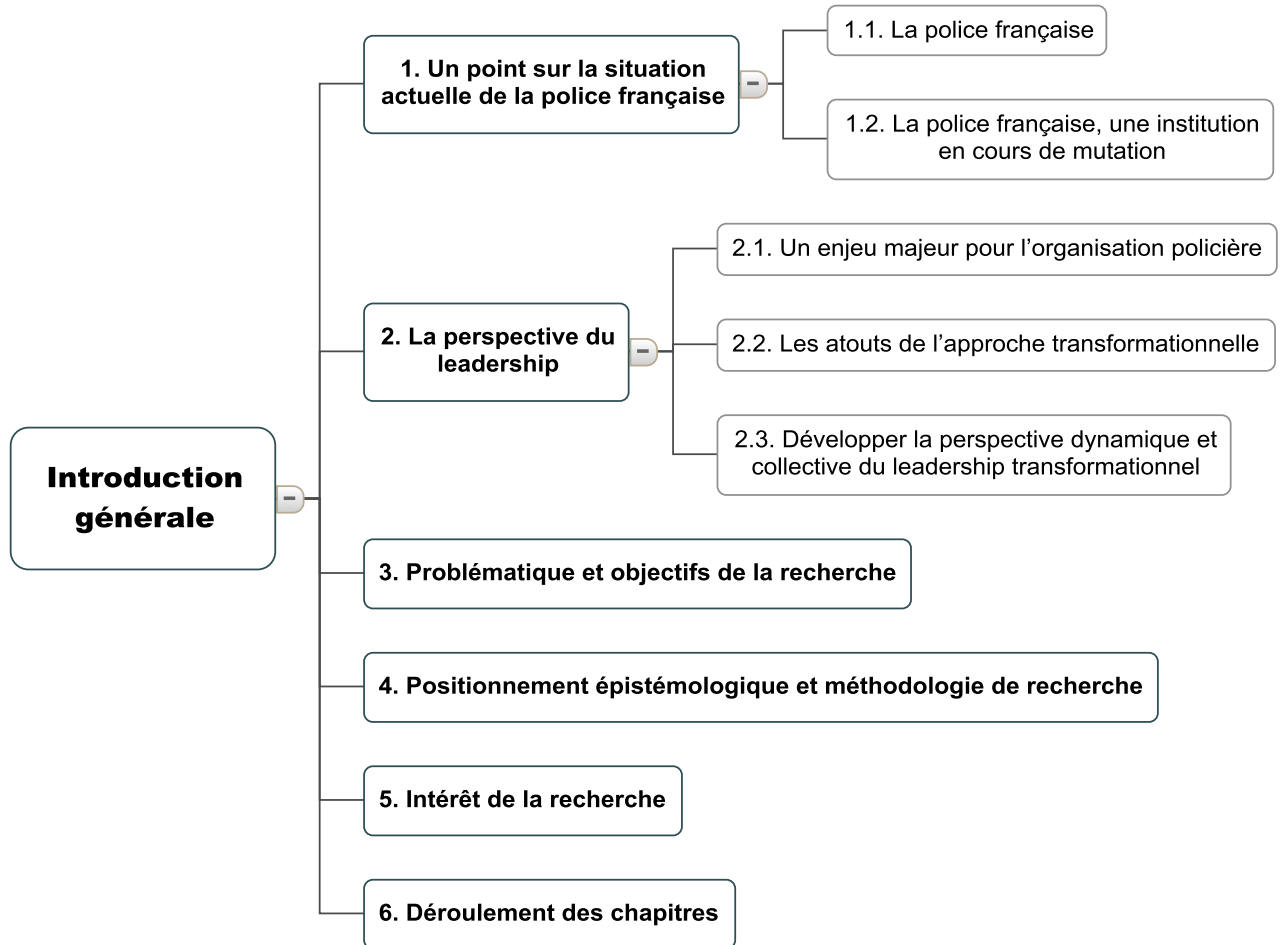 Introduction
générale
1. Un point sur la situation
actuelle de la police française
1.1. La police française
1.2. La police française, une institution
en cours de mutation
2. La perspective du
leadership
2.1. Un enjeu majeur pour l’organisation policière
2.2. Les atouts de l’approche transformationnelle
2.3. Développer la perspective dynamique et
collective du leadership transformationnel
3. Problématique et objectifs de la recherche
4. Positionnement épistémologique et méthodologie de recherche
5. Intérêt de la recherche
6. Déroulement des chapitres